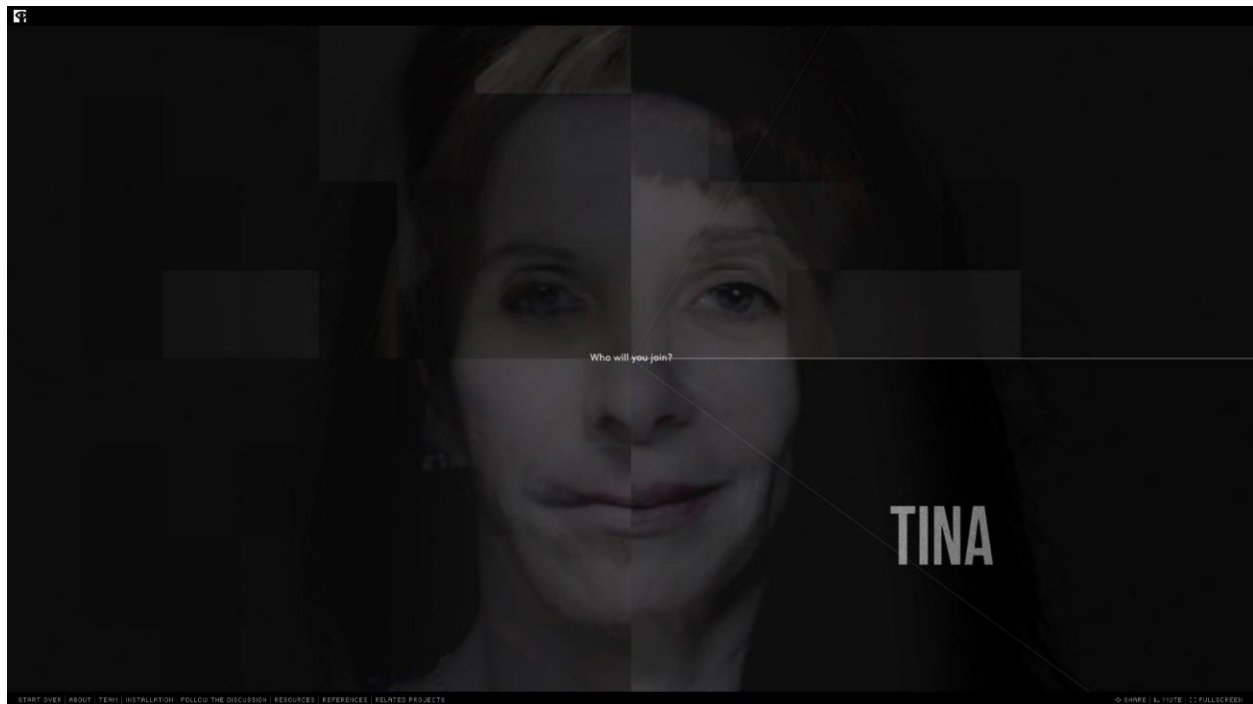 Who will you join?
TINA
START OVER | ABOUT | TEAM | INSTALLATION | FOLLOW THE DISCUSSION | RESOURCES | REFERENCES | RELATED PROJECTS
SHARE | MUTE | FULLSCREEN